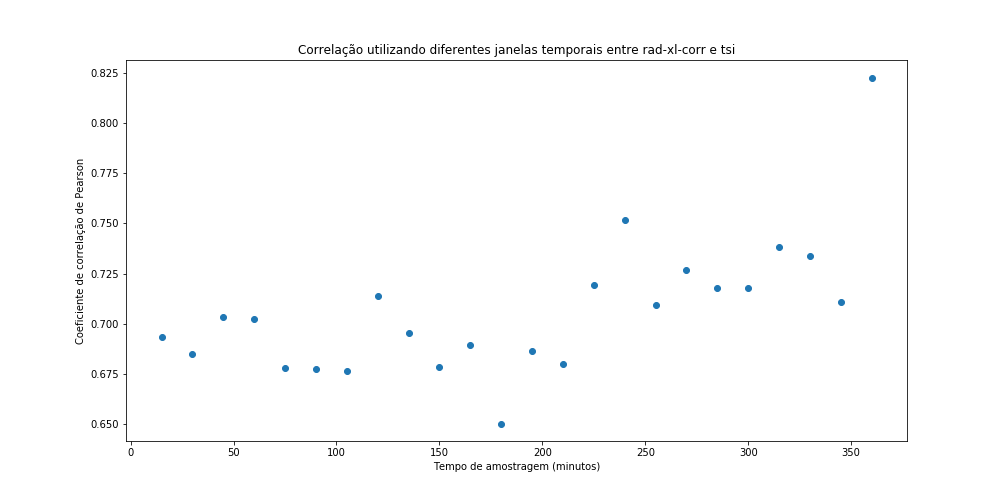 Correlação utilizando diferentes janelas temporais entre rad-xl-corr e tsi
Coeficiente de correlação de Pearson
0.825
0.800
0.775
0.750
0.725
0.700
0.675
0.650
0 50 100 150 200 250 300 350
Tempo de amostragem (minutos)